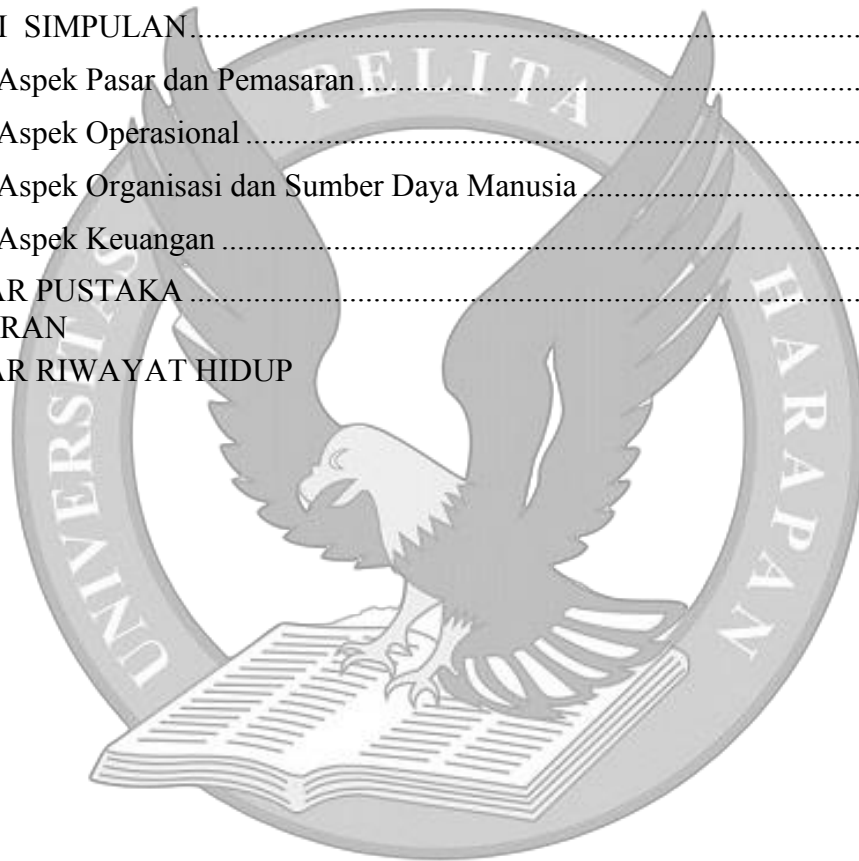 I SIMPULAN
Aspek Pasar dan Pemasaran
Aspek Operasional
Aspek Organisasi dan Sumber Daya Manusia
Aspek Keuangan
AR PUSTAKA
RAN
AR RIWAYAT HIDUP
UNIVERSITAS PELITA HARAPAN